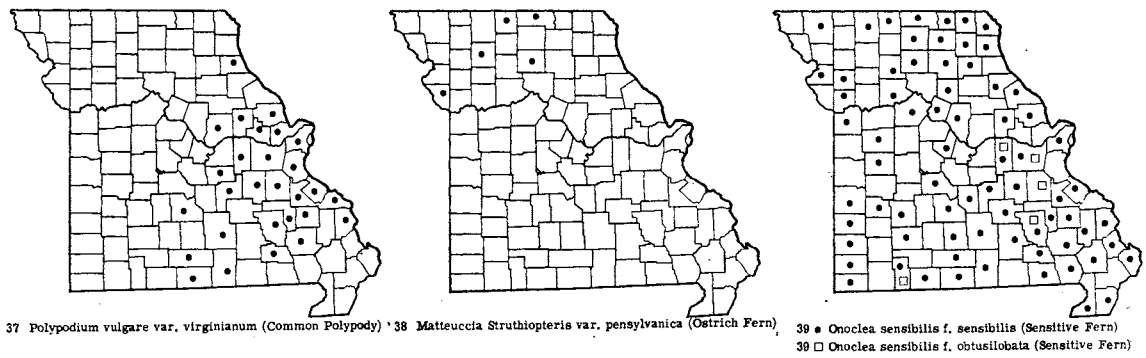 37 Polypodium vulgare var. virginianum (Common Polypody)
38 Matteuccia Struthiopteris var. pensylvanica (Ostrich Fern)
39 ● Onoclea sensibilis f. sensibilis (Sensitive Fern)
39 □ Onoclea sensibilis f. obtusilobata (Sensitive Fern)